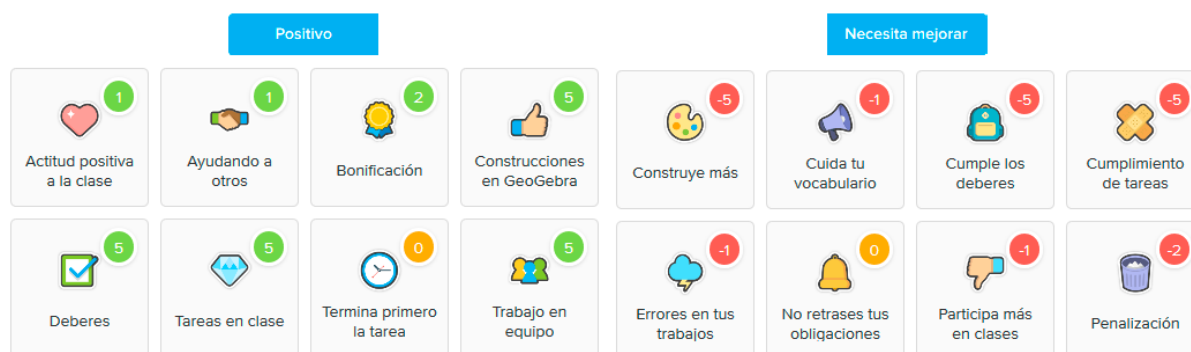 Positivo
Necesita mejorar
1
1
2
5
-5
-1
-5
-5
Actitud positiva
a la clase
Ayudando a
otros
Bonificación
Construcciones
en GeoGebra
Construye más
Cuida tu
vocabulario
Cumple los
deberes
Cumplimiento
de tareas
5
5
0
5
-1
0
-1
-2
Deberes
Tareas en clase
Termina primero
la tarea
Trabajo en
equipo
Errores en tus
trabajos
No retrases tus
obligaciones
Participa más
en clases
Penalización